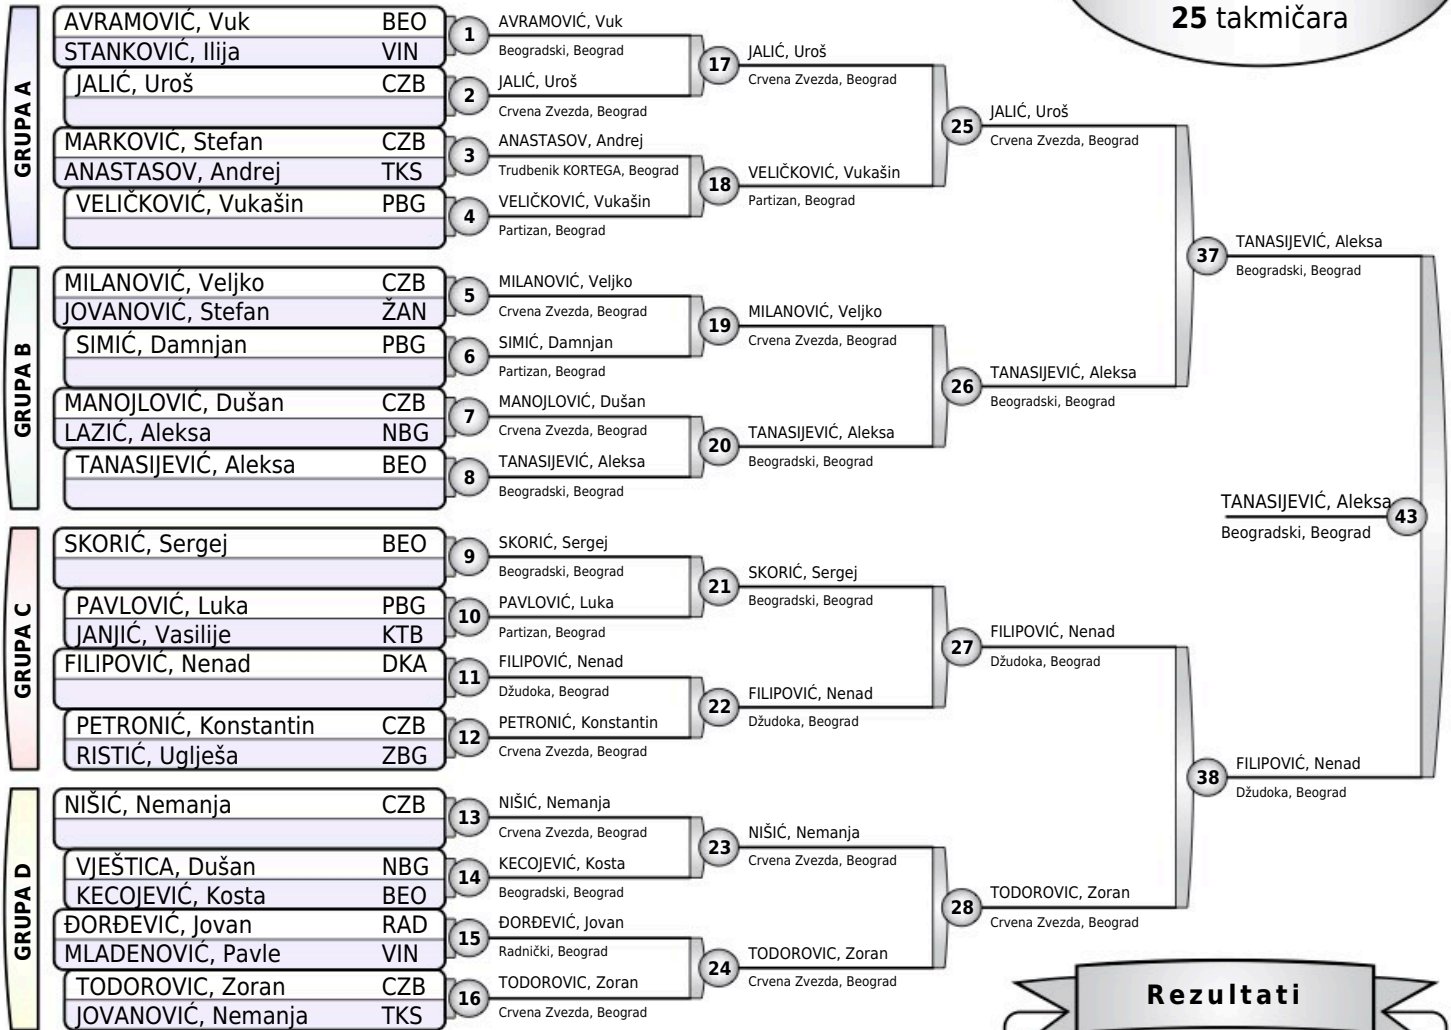 25 takmičara
GRUPA A
AVRAMOVIĆ, Vuk BEO
STANKOVIĆ, Ilija VIN
JALIĆ, Uroš CZB
MARKOVIĆ, Stefan CZB
ANASTASOV, Andrej TKS
VELIČKOVIĆ, Vukašin PBG
GRUPA B
MILANOVIĆ, Veljko CZB
JOVANOVIĆ, Stefan ŽAN
SIMIĆ, Damnjan PBG
MANOJLOVIĆ, Dušan CZB
LAZIĆ, Aleksa NBG
TANASIJEVIĆ, Aleksa BEO
GRUPA C
SKORIĆ, Sergej BEO
PAVLOVIĆ, Luka PBG
JANJIĆ, Vasilije KTB
FILIPOVIĆ, Nenad DKA
PETRONIĆ, Konstantin CZB
RISTIĆ, Uglješa ZBG
GRUPA D
NIŠIĆ, Nemanja CZB
VJEŠTICA, Dušan NBG
KECOJEVIĆ, Kosta BEO
ĐORĐEVIĆ, Jovan RAD
MLADENOVIĆ, Pavle VIN
TODOROVIC, Zoran CZB
JOVANOVIĆ, Nemanja TKS
1
AVRAMOVIĆ, Vuk
Beogradski, Beograd
2
JALIĆ, Uroš
Crvena Zvezda, Beograd
3
ANASTASOV, Andrej
Trudbenik KORTEGA, Beograd
4
VELIČKOVIĆ, Vukašin
Partizan, Beograd
5
MILANOVIĆ, Veljko
Crvena Zvezda, Beograd
6
SIMIĆ, Damnjan
Partizan, Beograd
7
MANOJLOVIĆ, Dušan
Crvena Zvezda, Beograd
8
TANASIJEVIĆ, Aleksa
Beogradski, Beograd
9
SKORIĆ, Sergej
Beogradski, Beograd
10
PAVLOVIĆ, Luka
Partizan, Beograd
11
FILIPOVIĆ, Nenad
Džudoka, Beograd
12
PETRONIĆ, Konstantin
Crvena Zvezda, Beograd
13
NIŠIĆ, Nemanja
Crvena Zvezda, Beograd
14
KECOJEVIĆ, Kosta
Beogradski, Beograd
15
ĐORĐEVIĆ, Jovan
Radnički, Beograd
16
TODOROVIC, Zoran
Crvena Zvezda, Beograd
17
JALIĆ, Uroš
Crvena Zvezda, Beograd
18
VELIČKOVIĆ, Vukašin
Partizan, Beograd
19
MILANOVIĆ, Veljko
Crvena Zvezda, Beograd
20
TANASIJEVIĆ, Aleksa
Beogradski, Beograd
21
SKORIĆ, Sergej
Beogradski, Beograd
22
FILIPOVIĆ, Nenad
Džudoka, Beograd
23
NIŠIĆ, Nemanja
Crvena Zvezda, Beograd
24
TODOROVIC, Zoran
Crvena Zvezda, Beograd
25
JALIĆ, Uroš
Crvena Zvezda, Beograd
26
TANASIJEVIĆ, Aleksa
Beogradski, Beograd
27
FILIPOVIĆ, Nenad
Džudoka, Beograd
28
TODOROVIC, Zoran
Crvena Zvezda, Beograd
37
TANASIJEVIĆ, Aleksa
Beogradski, Beograd
38
FILIPOVIĆ, Nenad
Džudoka, Beograd
TANASIJEVIĆ, Aleksa
43
Beogradski, Beograd
Rezultati